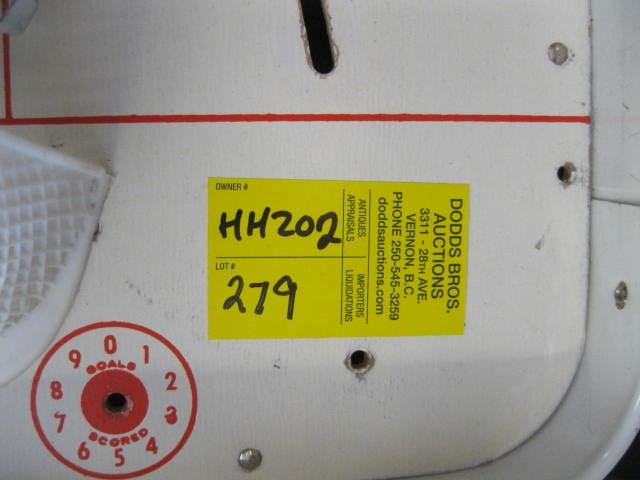 OWNER #
HH202
LOT #
279
ANTIQUES
APPRAISALS
IMPORTERS
LIQUIDATIONS
DODDS BROS.
AUCTIONS
3311 - 28TH AVE.
VERNON, B.C.
PHONE 250-545-3259
doddsauctions.com
0 1 2 3 4 5 6 7 8 9
GOALS
SCORED